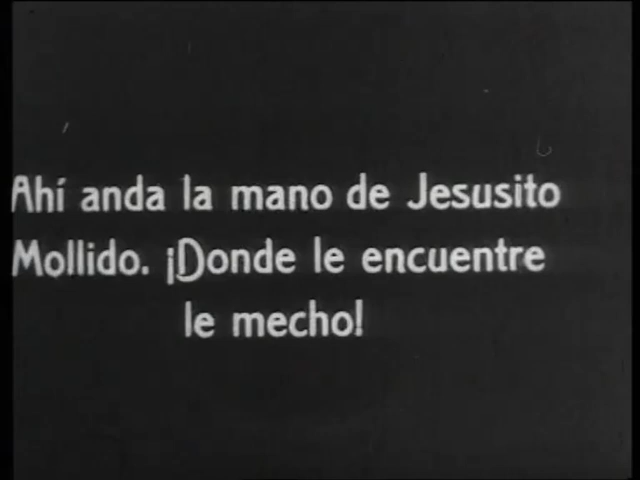 Ahí anda la mano de Jesusito
Mollido. ¡Donde le encuentre
le mecho!